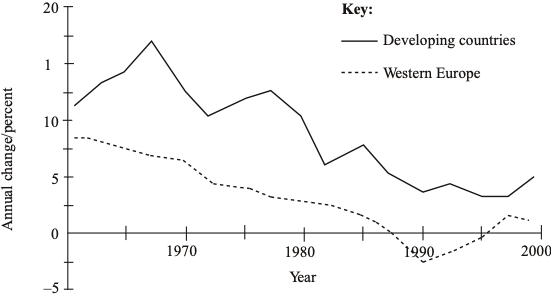 20
Key:
Developing countries
1
Western Europe
10
Annual change/percent
5
0
1970
1980
1990
2000
Year
–5